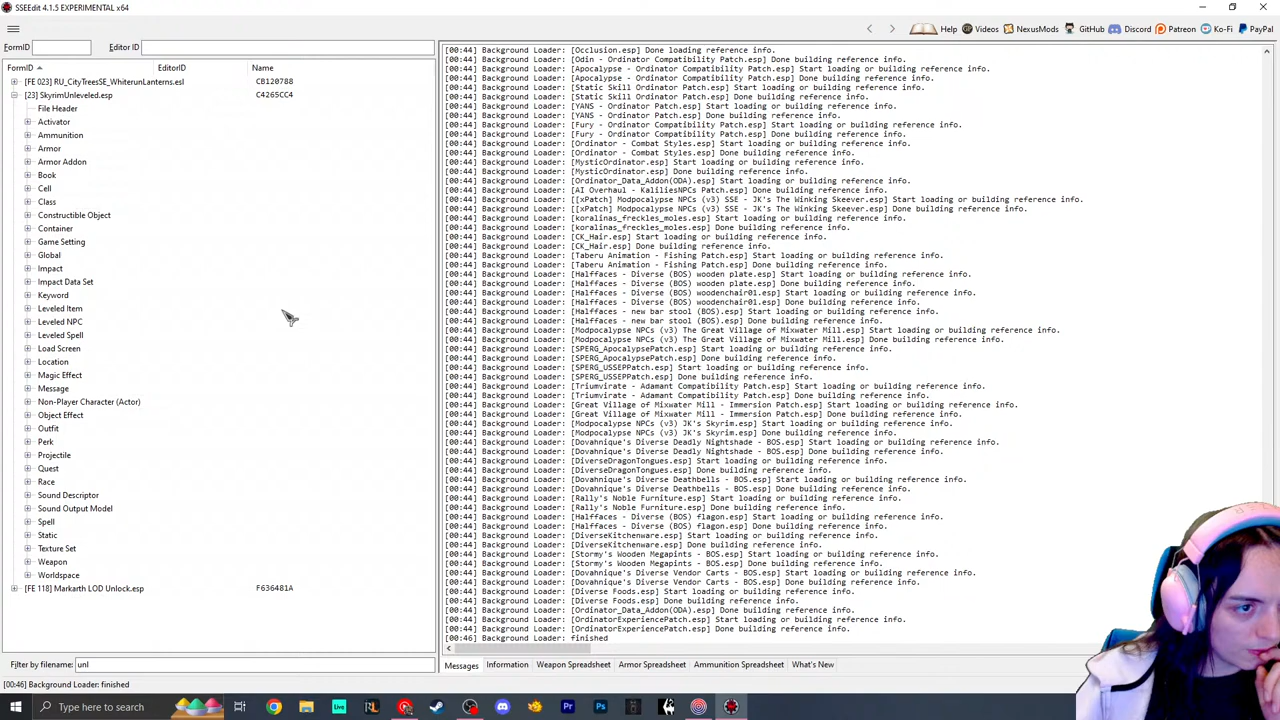 SSEEdit 4.1.5 EXPERIMENTAL x64
Help Videos NexusMods GitHub Discord Patreon Ko-Fi PayPal
FormID Editor ID
FormID EditorID Name
[FE 023] RU_CityTreesSE_WhiterunLanterns.esl CB120788
[23] SkyrimUnleveled.esp C4265CC4
File Header
Activator
Ammunition
Armor
Armor Addon
Book
Cell
Class
Constructible Object
Container
Game Setting
Global
Impact
Impact Data Set
Keyword
Leveled Item
Leveled NPC
Leveled Spell
Load Screen
Location
Magic Effect
Message
Non-Player Character (Actor)
Object Effect
Outfit
Perk
Projectile
Quest
Race
Sound Descriptor
Sound Output Model
Spell
Static
Texture Set
Weapon
Worldspace
[FE 118] Markarth LOD Unlock.esp F636481A
Filter by filename: unl
[00:44] Background Loader: [Occlusion.esp] Done loading reference info.
[00:44] Background Loader: [Odin - Ordinator Compatibility Patch.esp] Done building reference info.
[00:44] Background Loader: [Apocalypse - Ordinator Compatibility Patch.esp] Start loading or building reference info.
[00:44] Background Loader: [Apocalypse - Ordinator Compatibility Patch.esp] Done building reference info.
[00:44] Background Loader: [Static Skill Ordinator Patch.esp] Start loading or building reference info.
[00:44] Background Loader: [Static Skill Ordinator Patch.esp] Done building reference info.
[00:44] Background Loader: [YANS - Ordinator Patch.esp] Start loading or building reference info.
[00:44] Background Loader: [YANS - Ordinator Patch.esp] Done building reference info.
[00:44] Background Loader: [Fury - Ordinator Compatibility Patch.esp] Start loading or building reference info.
[00:44] Background Loader: [Fury - Ordinator Compatibility Patch.esp] Done building reference info.
[00:44] Background Loader: [Ordinator - Combat Styles.esp] Start loading or building reference info.
[00:44] Background Loader: [Ordinator - Combat Styles.esp] Done building reference info.
[00:44] Background Loader: [MysticOrdinator.esp] Start loading or building reference info.
[00:44] Background Loader: [MysticOrdinator.esp] Done building reference info.
[00:44] Background Loader: [Ordinator_Data_Addon(ODA).esp] Start loading or building reference info.
[00:44] Background Loader: [AI Overhaul - KaliliesNPCs Patch.esp] Done building reference info.
[00:44] Background Loader: [[xPatch] Modpocalypse NPCs (v3) SSE - JK's The Winking Skeever.esp] Start loading or building reference info.
[00:44] Background Loader: [[xPatch] Modpocalypse NPCs (v3) SSE - JK's The Winking Skeever.esp] Done building reference info.
[00:44] Background Loader: [koralinas_freckles_moles.esp] Start loading or building reference info.
[00:44] Background Loader: [koralinas_freckles_moles.esp] Done building reference info.
[00:44] Background Loader: [CK_Hair.esp] Start loading or building reference info.
[00:44] Background Loader: [CK_Hair.esp] Done building reference info.
[00:44] Background Loader: [Taberu Animation - Fishing Patch.esp] Start loading or building reference info.
[00:44] Background Loader: [Taberu Animation - Fishing Patch.esp] Done building reference info.
[00:44] Background Loader: [Halffaces - Diverse (BOS) wooden plate.esp] Start loading or building reference info.
[00:44] Background Loader: [Halffaces - Diverse (BOS) wooden plate.esp] Done building reference info.
[00:44] Background Loader: [Halffaces - Diverse (BOS) woodenchair01.esp] Start loading or building reference info.
[00:44] Background Loader: [Halffaces - Diverse (BOS) woodenchair01.esp] Done building reference info.
[00:44] Background Loader: [Halffaces - new bar stool (BOS).esp] Start loading or building reference info.
[00:44] Background Loader: [Halffaces - new bar stool (BOS).esp] Done building reference info.
[00:44] Background Loader: [Modpocalypse NPCs (v3) The Great Village of Mixwater Mill.esp] Start loading or building reference info.
[00:44] Background Loader: [Modpocalypse NPCs (v3) The Great Village of Mixwater Mill.esp] Done building reference info.
[00:44] Background Loader: [SPERG_ApocalypsePatch.esp] Start loading or building reference info.
[00:44] Background Loader: [SPERG_ApocalypsePatch.esp] Done building reference info.
[00:44] Background Loader: [SPERG_USSEPPatch.esp] Start loading or building reference info.
[00:44] Background Loader: [SPERG_USSEPPatch.esp] Done building reference info.
[00:44] Background Loader: [Triumvirate - Adamant Compatibility Patch.esp] Start loading or building reference info.
[00:44] Background Loader: [Triumvirate - Adamant Compatibility Patch.esp] Done building reference info.
[00:44] Background Loader: [Great Village of Mixwater Mill - Immersion Patch.esp] Start loading or building reference info.
[00:44] Background Loader: [Great Village of Mixwater Mill - Immersion Patch.esp] Done building reference info.
[00:44] Background Loader: [Modpocalypse NPCs (v3) JK's Skyrim.esp] Start loading or building reference info.
[00:44] Background Loader: [Modpocalypse NPCs (v3) JK's Skyrim.esp] Done building reference info.
[00:44] Background Loader: [Dovahnique's Diverse Deadly Nightshade - BOS.esp] Start loading or building reference info.
[00:44] Background Loader: [Dovahnique's Diverse Deadly Nightshade - BOS.esp] Done building reference info.
[00:44] Background Loader: [DiverseDragonTongues.esp] Start loading or building reference info.
[00:44] Background Loader: [DiverseDragonTongues.esp] Done building reference info.
[00:44] Background Loader: [Dovahnique's Diverse Deathbells - BOS.esp] Start loading or building reference info.
[00:44] Background Loader: [Dovahnique's Diverse Deathbells - BOS.esp] Done building reference info.
[00:44] Background Loader: [Rally's Noble Furniture.esp] Start loading or building reference info.
[00:44] Background Loader: [Rally's Noble Furniture.esp] Done building reference info.
[00:44] Background Loader: [Halffaces - Diverse (BOS) flagon.esp] Start loading or building reference info.
[00:44] Background Loader: [Halffaces - Diverse (BOS) flagon.esp] Done building reference info.
[00:44] Background Loader: [DiverseKitchenware.esp] Start loading or building reference info.
[00:44] Background Loader: [DiverseKitchenware.esp] Done building reference info.
[00:44] Background Loader: [Stormy's Wooden Megapints - BOS.esp] Start loading or building reference info.
[00:44] Background Loader: [Stormy's Wooden Megapints - BOS.esp] Done building reference info.
[00:44] Background Loader: [Dovahnique's Diverse Vendor Carts - BOS.esp] Start loading or building reference info.
[00:44] Background Loader: [Dovahnique's Diverse Vendor Carts - BOS.esp] Done building reference info.
[00:44] Background Loader: [Diverse Foods.esp] Start loading or building reference info.
[00:44] Background Loader: [Diverse Foods.esp] Done building reference info.
[00:44] Background Loader: [Ordinator_Data_Addon(ODA).esp] Done building reference info.
[00:44] Background Loader: [OrdinatorExperiencePatch.esp] Start loading or building reference info.
[00:44] Background Loader: [OrdinatorExperiencePatch.esp] Done building reference info.
[00:46] Background Loader: finished
Messages Information Weapon Spreadsheet Armor Spreadsheet Ammunition Spreadsheet What's New
[00:46] Background Loader: finished
Type here to search